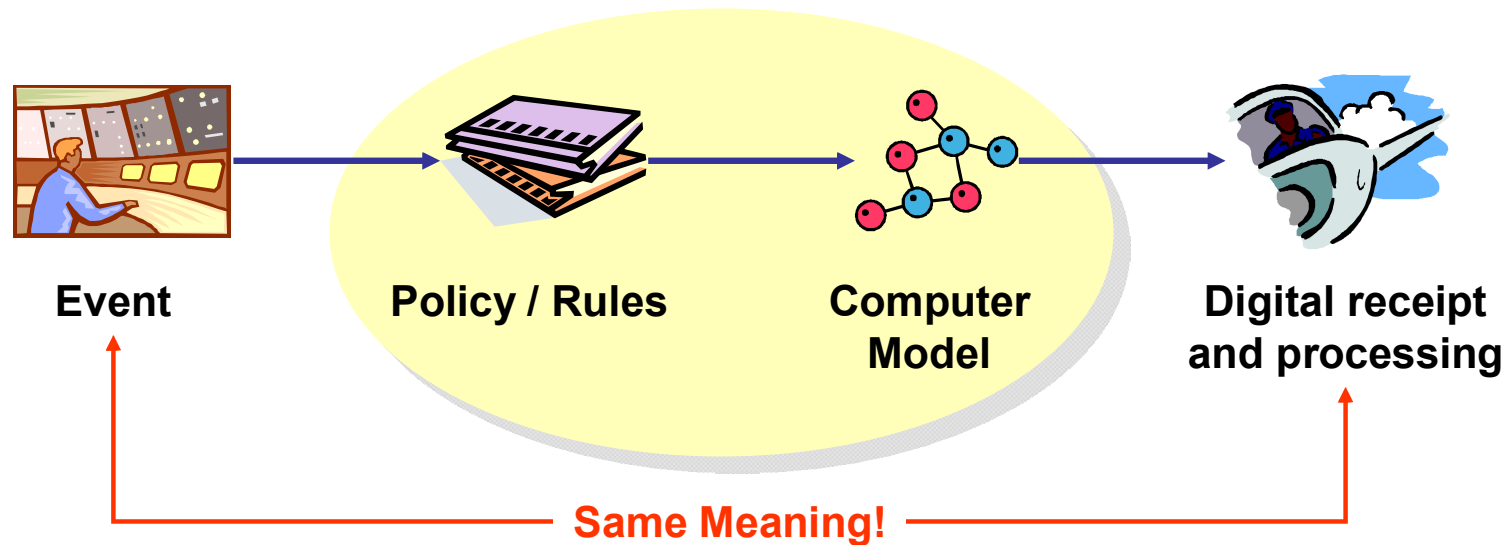 Event
Policy / Rules
Computer
Model
Digital receipt
and processing
Same Meaning!